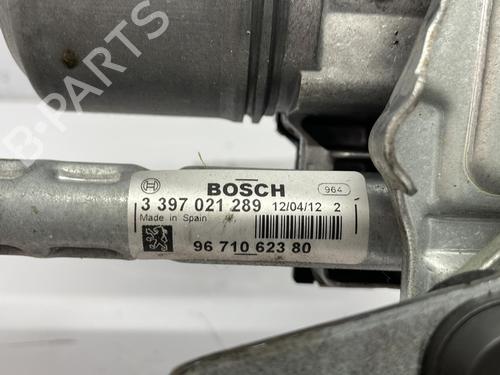 B-PARTS
BOSCH
964
3 397 021 289 12/04/12 2
Made in Spain
96 710 623 80